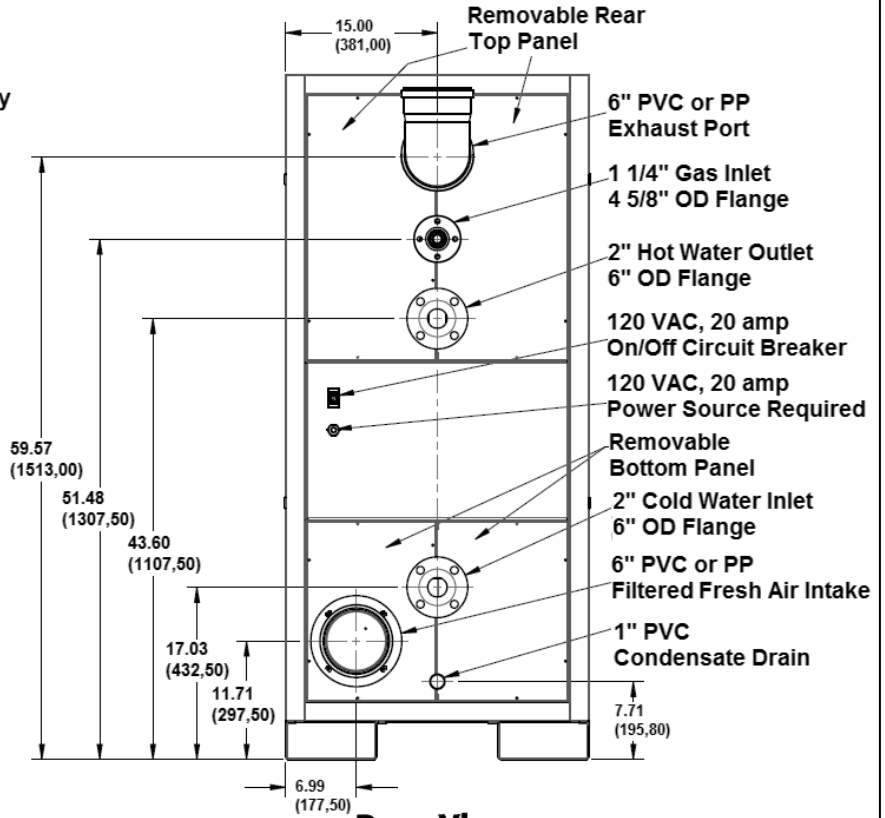 15.00
(381,00)
Removable Rear
Top Panel
y
6" PVC or PP
Exhaust Port
1 1/4" Gas Inlet
4 5/8" OD Flange
2" Hot Water Outlet
6" OD Flange
120 VAC, 20 amp
On/Off Circuit Breaker
120 VAC, 20 amp
Power Source Required
Removable
Bottom Panel
2" Cold Water Inlet
6" OD Flange
6" PVC or PP
Filtered Fresh Air Intake
1" PVC
Condensate Drain
59.57
(1513,00)
51.48
(1307,50)
43.60
(1107,50)
17.03
(432,50)
11.71
(297,50)
7.71
(195,80)
6.99
(177,50)